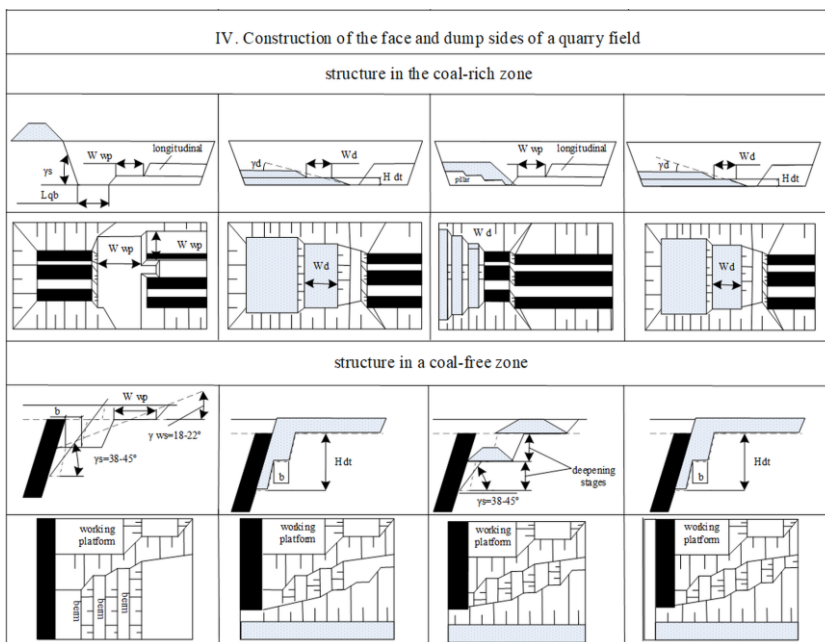 IV. Construction of the face and dump sides of a quarry field
structure in the coal-rich zone
γs
W wp
longitudinal
Lqb
γd
Wd
H dt
pillar
W wp
longitudinal
γd
Wd
H dt
W wp
W wp
Wd
W d
Wd
structure in a coal-free zone
b
W wp
γ ws=18-22°
γs=38-45°
b
Hdt
deepening
stages
γs=38-45°
b
Hdt
working
platform
berm
berm
berm
working
platform
working
platform
working
platform